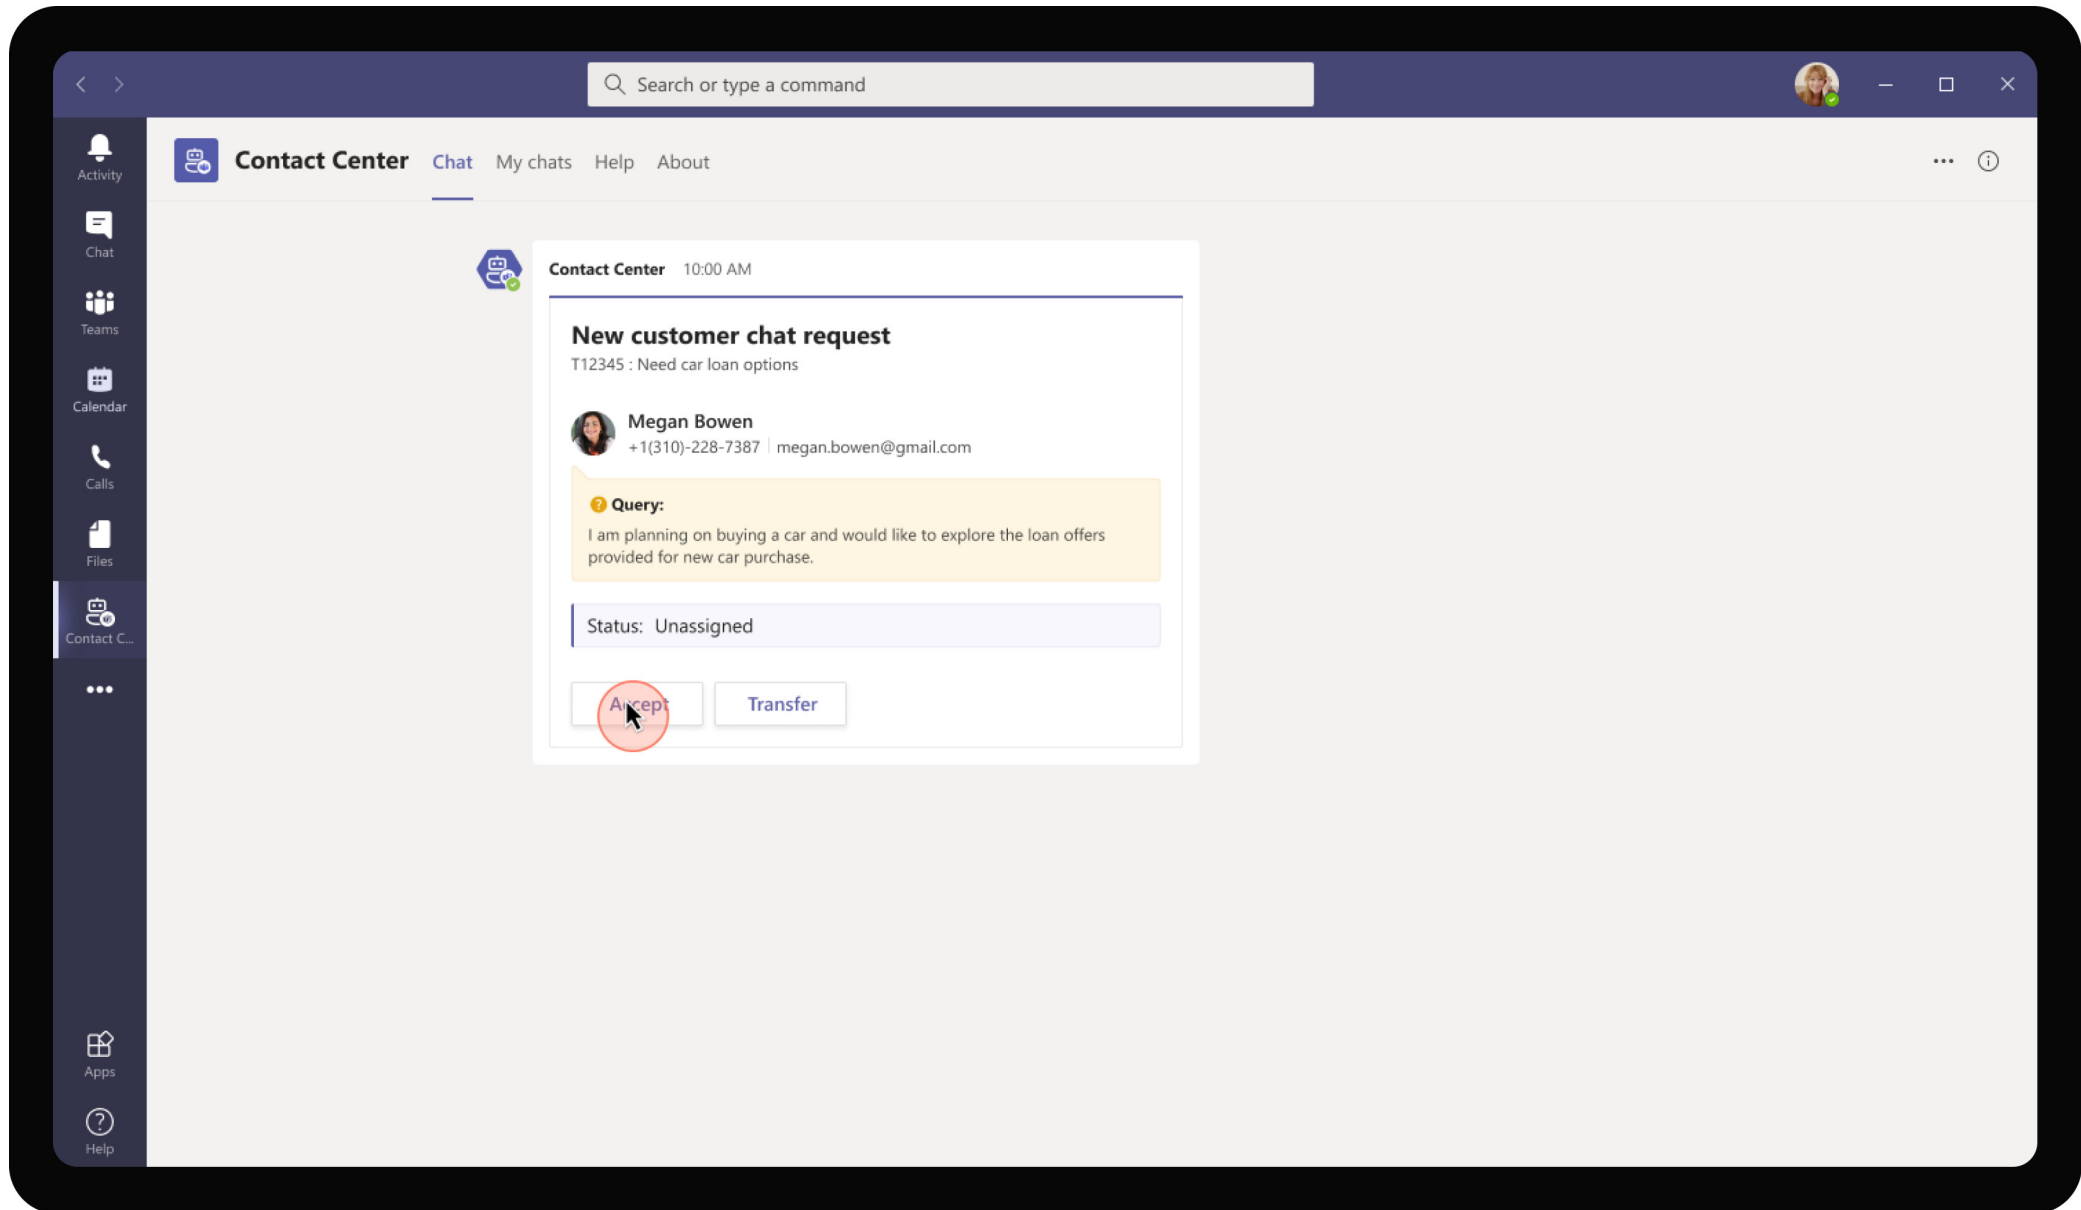 Search or type a command
Activity
Chat
Teams
Calendar
Calls
Files
Contact C...
Apps
Help
Contact Center Chat My chats Help About
Contact Center 10:00 AM
New customer chat request
T12345 : Need car loan options
Megan Bowen
+1(310)-228-7387 megan.bowen@gmail.com
? Query:
I am planning on buying a car and would like to explore the loan offers
provided for new car purchase.
Status: Unassigned
Accept Transfer